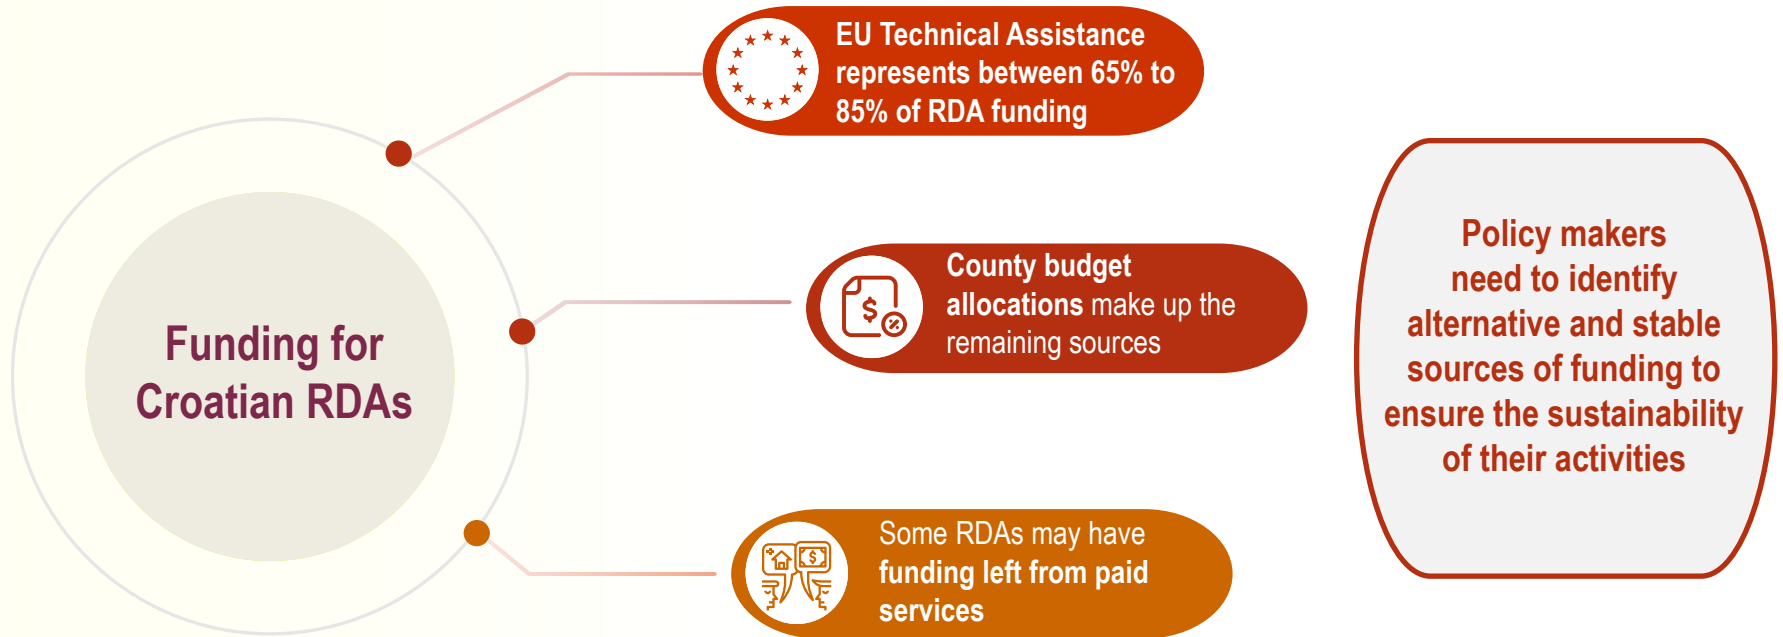 EU Technical Assistance
represents between 65% to
85% of RDA funding
Funding for
Croatian RDAs
$
%
County budget
allocations make up the
remaining sources
$
Some RDAs may have
funding left from paid
services
Policy makers
need to identify
alternative and stable
sources of funding to
ensure the sustainability
of their activities